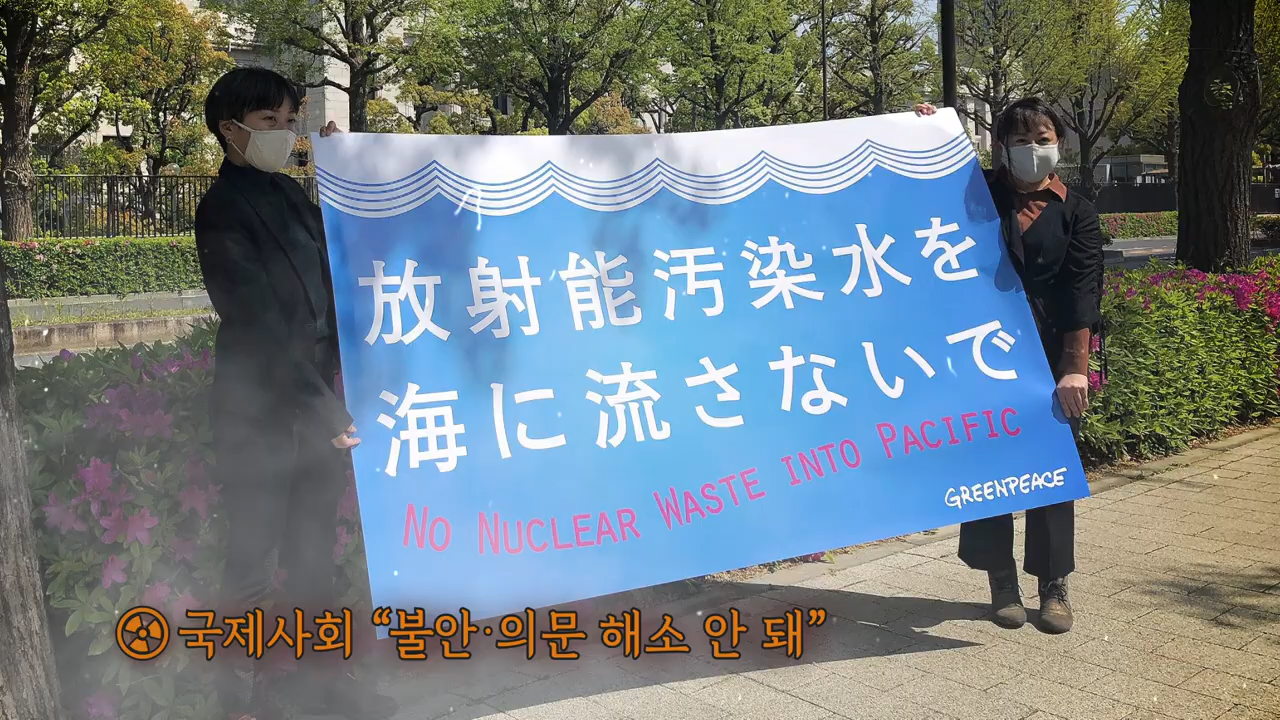 放射能汚染水を
海に流さないで
NO NUCLEAR WASTE INTO PACIFIC
GREENPEACE
국제사회 “불안·의문 해소 안 돼”